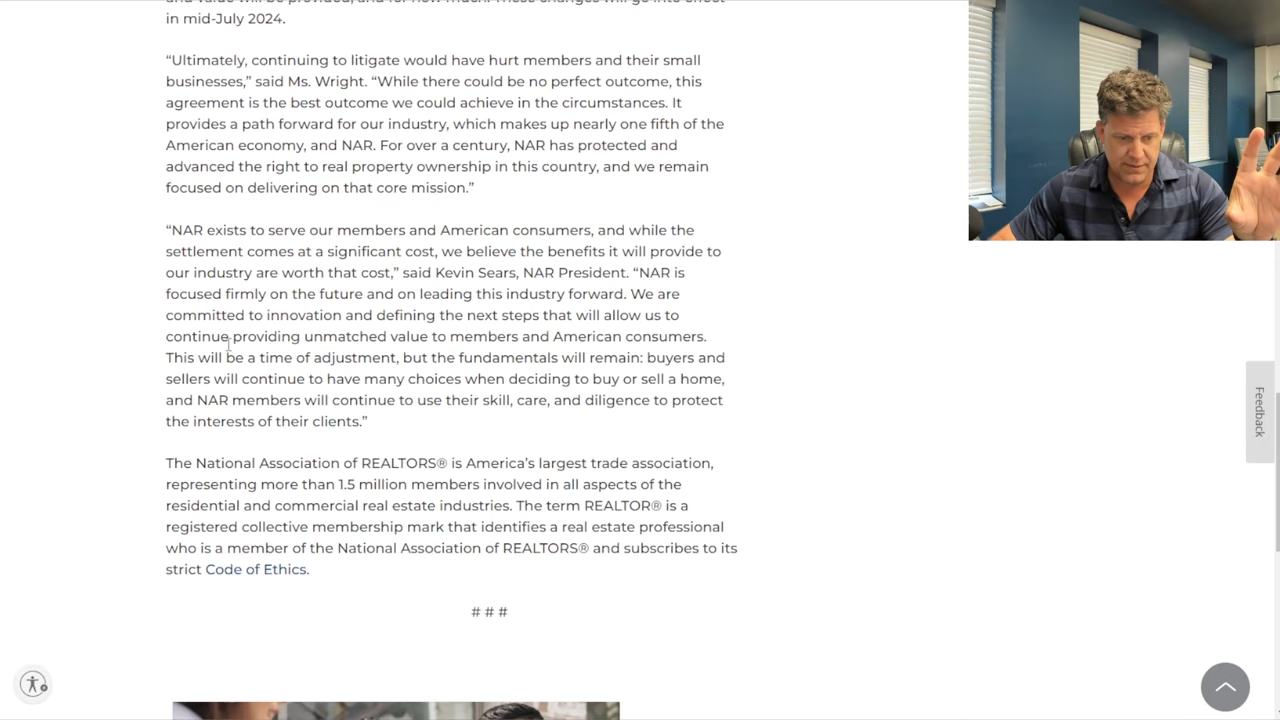 in mid-July 2024.
“Ultimately, continuing to litigate would have hurt members and their small
businesses,” said Ms. Wright. “While there could be no perfect outcome, this
agreement is the best outcome we could achieve in the circumstances. It
provides a path forward for our industry, which makes up nearly one fifth of the
American economy, and NAR. For over a century, NAR has protected and
advanced the right to real property ownership in this country, and we remain
focused on delivering on that core mission.”
“NAR exists to serve our members and American consumers, and while the
settlement comes at a significant cost, we believe the benefits it will provide to
our industry are worth that cost,” said Kevin Sears, NAR President. “NAR is
focused firmly on the future and on leading this industry forward. We are
committed to innovation and defining the next steps that will allow us to
continue providing unmatched value to members and American consumers.
This will be a time of adjustment, but the fundamentals will remain: buyers and
sellers will continue to have many choices when deciding to buy or sell a home,
and NAR members will continue to use their skill, care, and diligence to protect
the interests of their clients.”
The National Association of REALTORS® is America’s largest trade association,
representing more than 1.5 million members involved in all aspects of the
residential and commercial real estate industries. The term REALTOR® is a
registered collective membership mark that identifies a real estate professional
who is a member of the National Association of REALTORS® and subscribes to its
strict Code of Ethics.
# # #
Feedback